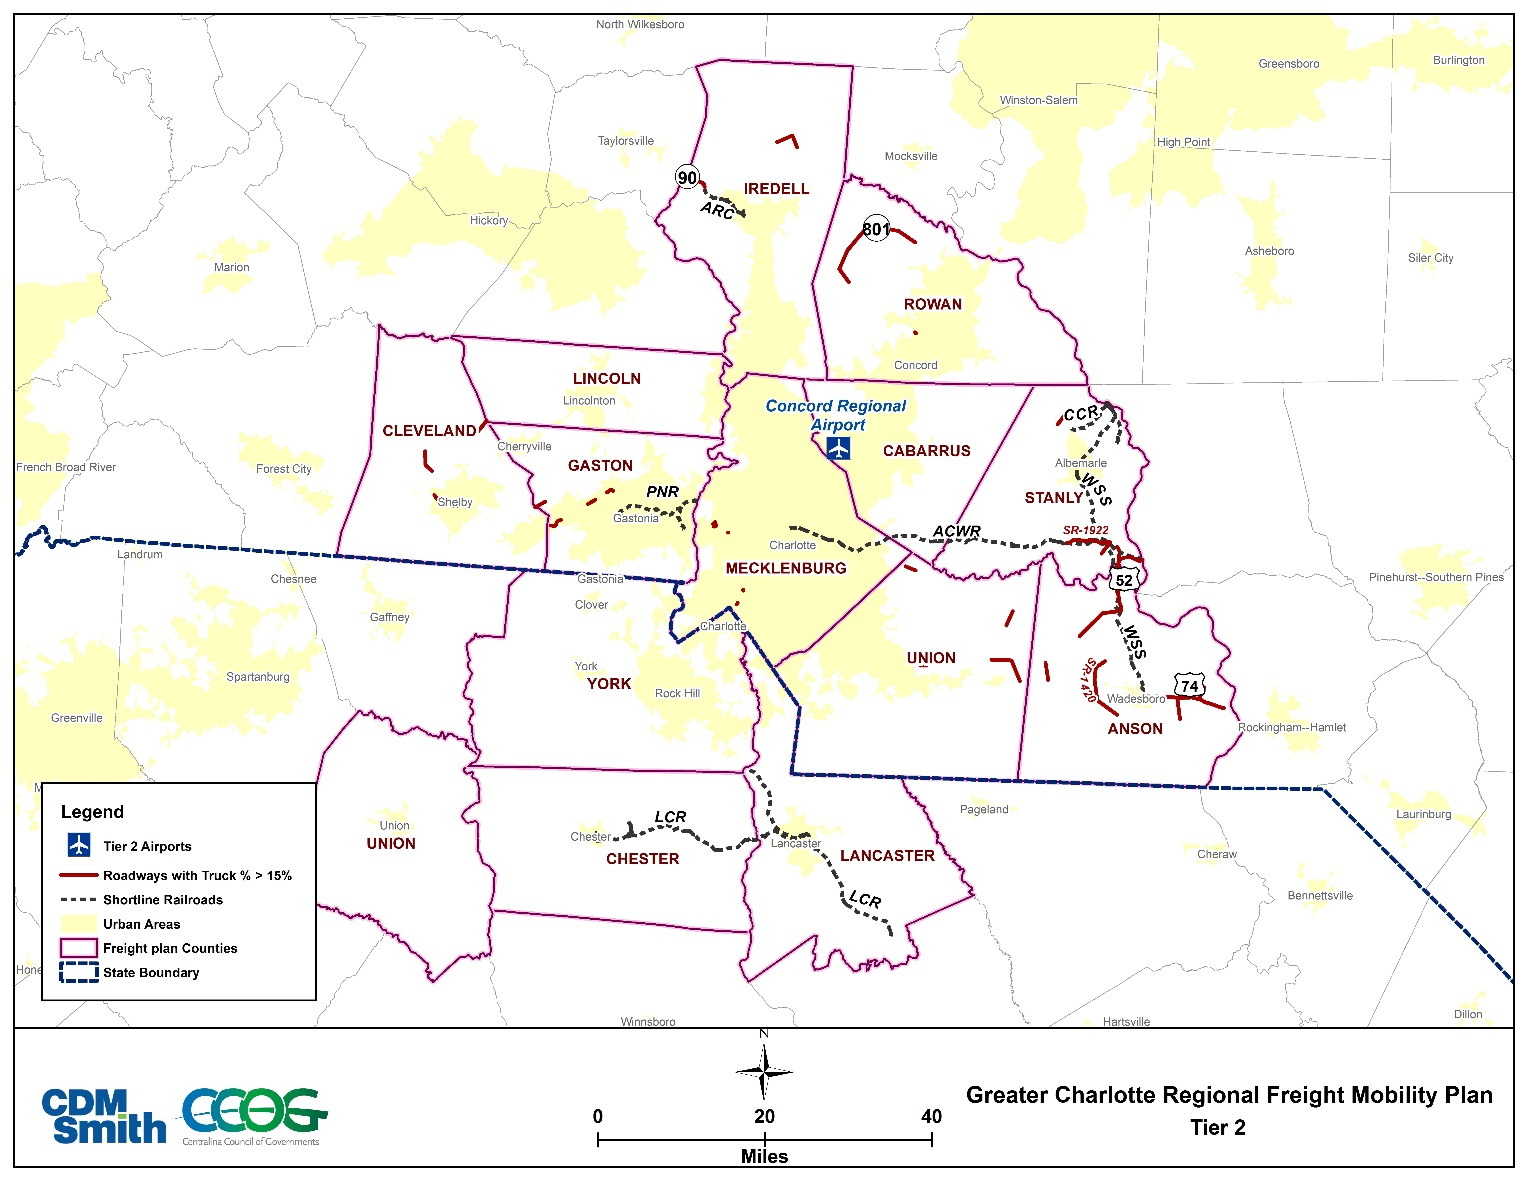 North Wilkesboro
Greensboro
Burlington
Winston-Salem
Taylorsville
High Point
Mocksville
90
IREDELL
ARC
801
Hickory
Marion
Asheboro
Siler City
ROWAN
Concord
LINCOLN
Lincolnton
Concord Regional
Airport
CCR
CLEVELAND
Cherryville
GASTON
CABARRUS
Albemarle
French Broad River
Forest City
PNR
WSS
STANLY
Shelby
Gastonia
ACWR
SR-1922
Charlotte
Landrum
MECKLENBURG
Chesnee
Gastonia
52
Pinehurst--Southern Pines
Clover
Gaffney
Charlotte
WSS
UNION
York
YORK
Rock Hill
Spartanburg
SR-1420
74
Wadesboro
Greenville
ANSON
Rockingham--Hamlet
Legend
Tier 2 Airports
Roadways with Truck % > 15%
Shortline Railroads
Urban Areas
Freight plan Counties
State Boundary
M
Hone
Union
UNION
LCR
Chester
CHESTER
Lancaster
LANCASTER
LCR
Pageland
Laurinburg
Cheraw
Bennettsville
Winnsboro
Hartsville
Dillon
N
CDM
Smith
CCOG
Centralina Council of Governments
0 20 40
Miles
Greater Charlotte Regional Freight Mobility Plan
Tier 2